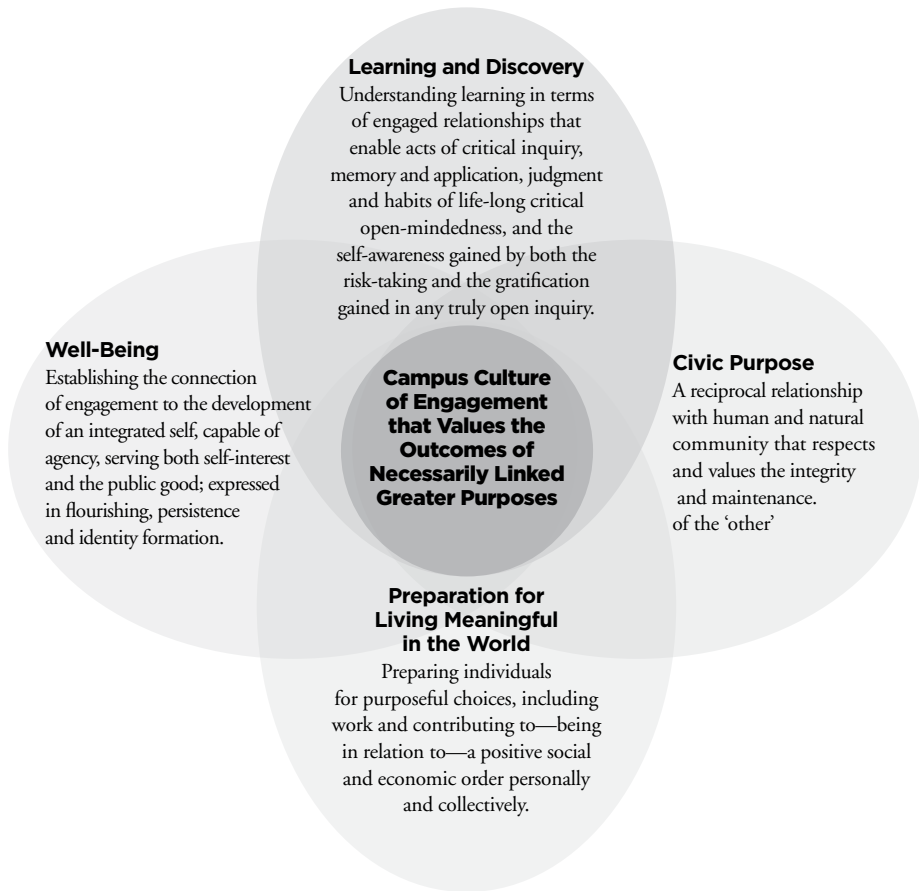 Learning and Discovery
Understanding learning in terms
of engaged relationships that
enable acts of critical inquiry,
memory and application, judgment
and habits of life-long critical
open-mindedness, and the
self-awareness gained by both the
risk-taking and the gratification
gained in any truly open inquiry.
Well-Being
Establishing the connection
of engagement to the development
of an integrated self, capable of
agency, serving both self-interest
and the public good; expressed
in flourishing, persistence
and identity formation.
Campus Culture
of Engagement
that Values the
Outcomes of
Necessarily Linked
Greater Purposes
Civic Purpose
A reciprocal relationship
with human and natural
community that respects
and values the integrity
and maintenance.
of the ‘other’
Preparation for
Living Meaningful
in the World
Preparing individuals
for purposeful choices, including
work and contributing to—being
in relation to—a positive social
and economic order personally
and collectively.